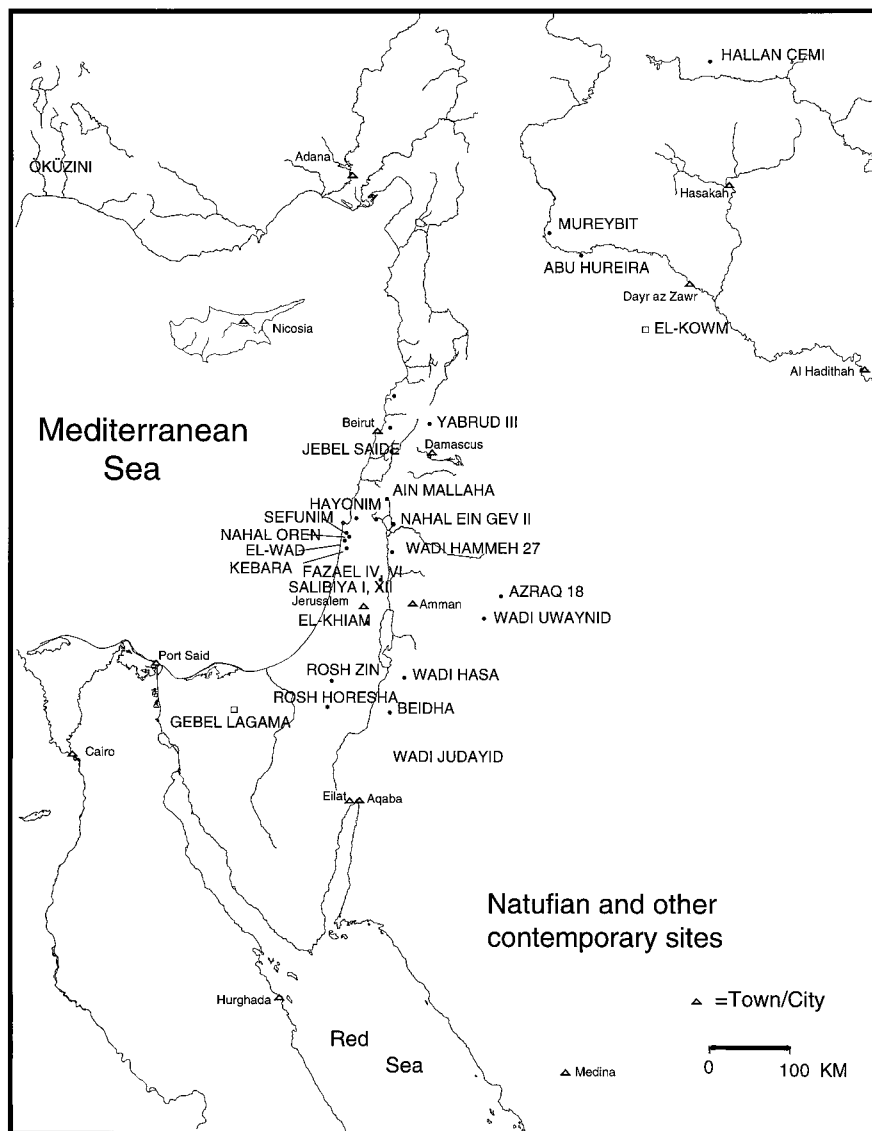 HALLAN CEMI
Adana
ÖKÜZINI
Hasakah
MUREYBIT
ABU HUREIRA
Dayr az Zawr
Nicosia
EL-KOWM
Al Hadithah
Beirut
YABRUD III
Mediterranean
Sea
JEBEL SAIDE
Damascus
AIN MALLAHA
HAYONIM
SEFUNIM
NAHAL EIN GEV II
NAHAL OREN
EL-WAD
WADI HAMMEH 27
KEBARA
FAZAEL IV, VI
SALIBIYA I, XII
AZRAQ 18
Jerusalem
Amman
EL-KHIAM
WADI UWAYNID
Port Said
ROSH ZIN
WADI HASA
ROSH HORESHA
GEBEL LAGAMA
BEIDHA
Cairo
WADI JUDAYID
Eilat
Aqaba
Natufian and other
contemporary sites
Hurghada
=Town/City
Red
Sea
0 100 KM
Medina